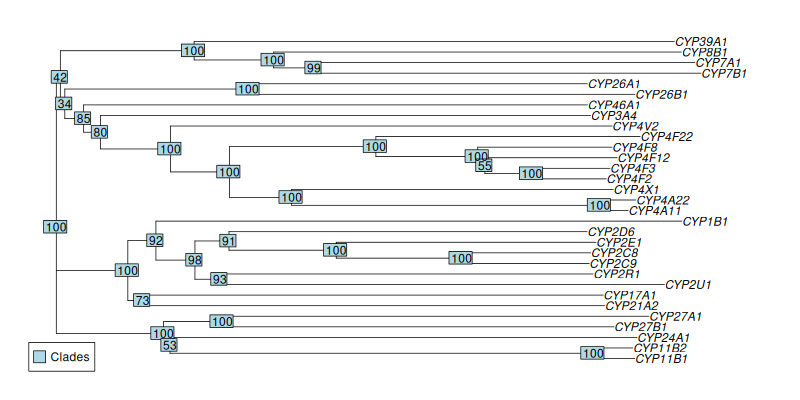 CYP39A1
100
CYP8B1
100
CYP7A1
99
CYP7B1
42
CYP26A1
100
CYP26B1
34
CYP46A1
85
CYP3A4
80
CYP4V2
CYP4F22
100
100
CYP4F8
100
CYP4F12
55
CYP4F3
100
100
CYP4F2
CYP4X1
100
CYP4A22
100
CYP4A11
CYP1B1
100
CYP2D6
92
91
CYP2E1
100
CYP2C8
98
100
CYP2C9
100
CYP2R1
93
CYP2U1
CYP17A1
73
CYP21A2
CYP27A1
100
CYP27B1
100
CYP24A1
53
CYP11B2
100
CYP11B1
Clades